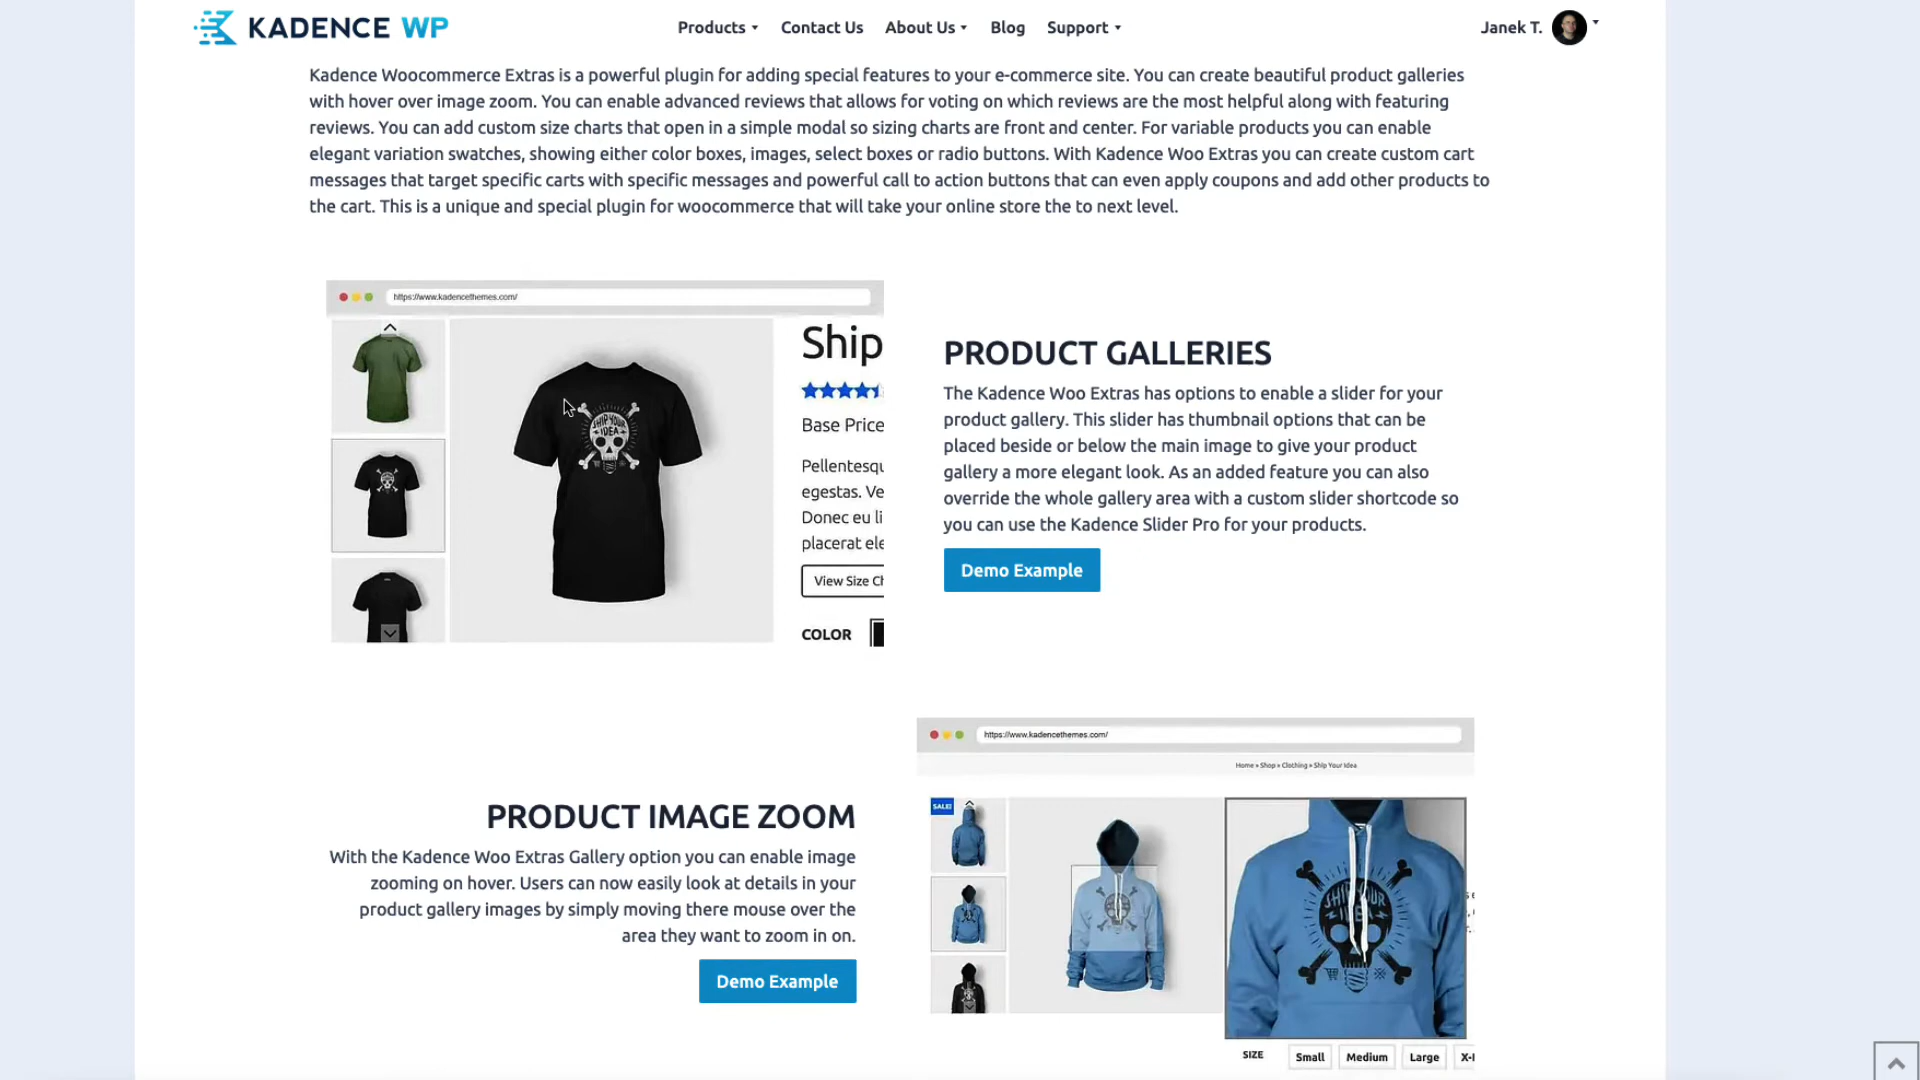 KADENCE WP
Products
Contact Us
About Us
Blog
Support
Janek T.
Kadence Woocommerce Extras is a powerful plugin for adding special features to your e-commerce site. You can create beautiful product galleries
with hover over image zoom. You can enable advanced reviews that allows for voting on which reviews are the most helpful along with featuring
reviews. You can add custom size charts that open in a simple modal so sizing charts are front and center. For variable products you can enable
elegant variation swatches, showing either color boxes, images, select boxes or radio buttons. With Kadence Woo Extras you can create custom cart
messages that target specific carts with specific messages and powerful call to action buttons that can even apply coupons and add other products to
the cart. This is a unique and special plugin for woocommerce that will take your online store the to next level.
https://www.kadencethemes.com/
Ship
Base Price
Pellentesqu
egestas. Ve
Donec eu li
placerat ele
View Size Ch
COLOR
SHIP YOUR
IDEA
PRODUCT GALLERIES
The Kadence Woo Extras has options to enable a slider for your
product gallery. This slider has thumbnail options that can be
placed beside or below the main image to give your product
gallery a more elegant look. As an added feature you can also
override the whole gallery area with a custom slider shortcode so
you can use the Kadence Slider Pro for your products.
Demo Example
PRODUCT IMAGE ZOOM
With the Kadence Woo Extras Gallery option you can enable image
zooming on hover. Users can now easily look at details in your
product gallery images by simply moving there mouse over the
area they want to zoom in on.
Demo Example
https://www.kadencethemes.com/
Home » Shop » Clothing » Ship Your Idea
SALE!
SHIP YOUR
IDEA
SIZE
Small
Medium
Large